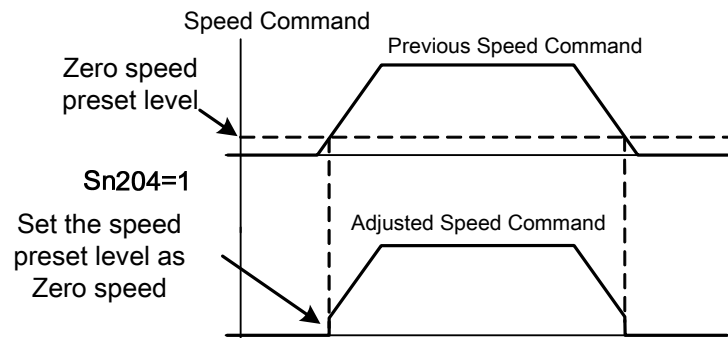 Speed Command
Previous Speed Command
Zero speed
preset level
Sn204=1
Set the speed
preset level as
Zero speed
Adjusted Speed Command